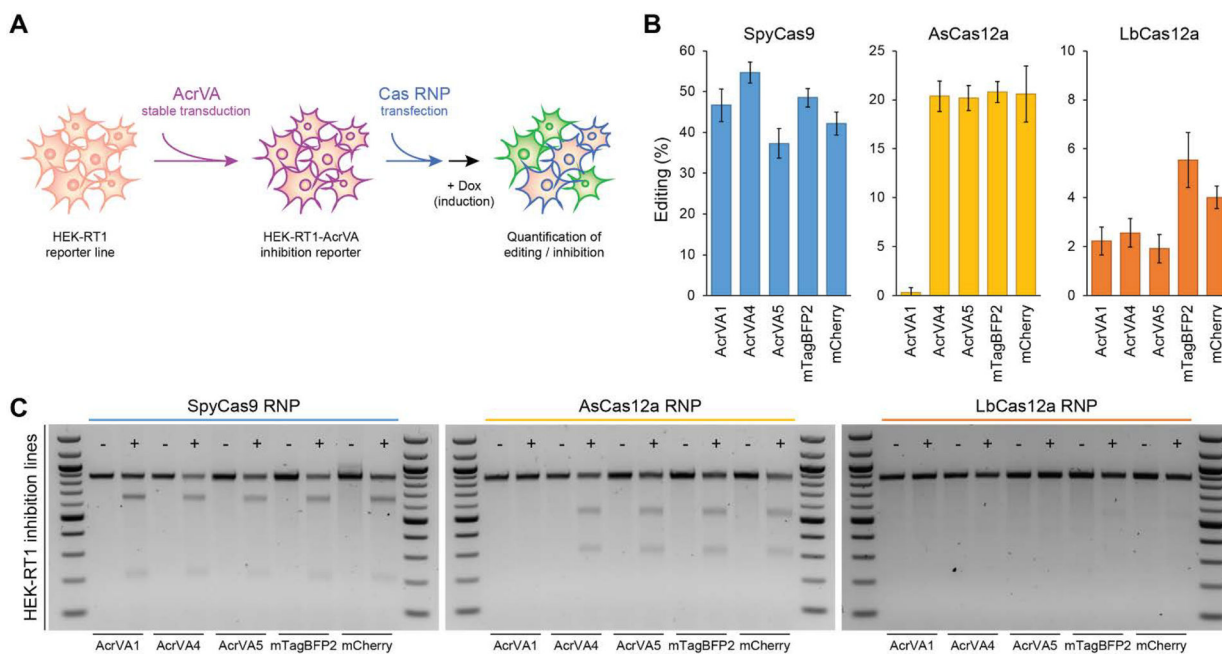 A
AcrVA
stable transduction
Cas RNP
transfection
+ Dox
(induction)
HEK-RT1
reporter line
HEK-RT1-AcrVA
inhibition reporter
Quantification of
editing / inhibition
B
SpyCas9
AsCas12a
LbCas12a
Editing (%)
60
50
40
30
20
10
0
AcrVA1
AcrVA4
AcrVA5
mTagBFP2
mCherry
25
20
15
10
5
0
AcrVA1
AcrVA4
AcrVA5
mTagBFP2
mCherry
10
8
6
4
2
0
AcrVA1
AcrVA4
AcrVA5
mTagBFP2
mCherry
C
HEK-RT1 inhibition lines
SpyCas9 RNP
- + - + - + - + - +
AcrVA1 AcrVA4 AcrVA5 mTagBFP2 mCherry
AsCas12a RNP
- + - + - + - + - +
AcrVA1 AcrVA4 AcrVA5 mTagBFP2 mCherry
LbCas12a RNP
- + - + - + - + - +
AcrVA1 AcrVA4 AcrVA5 mTagBFP2 mCherry